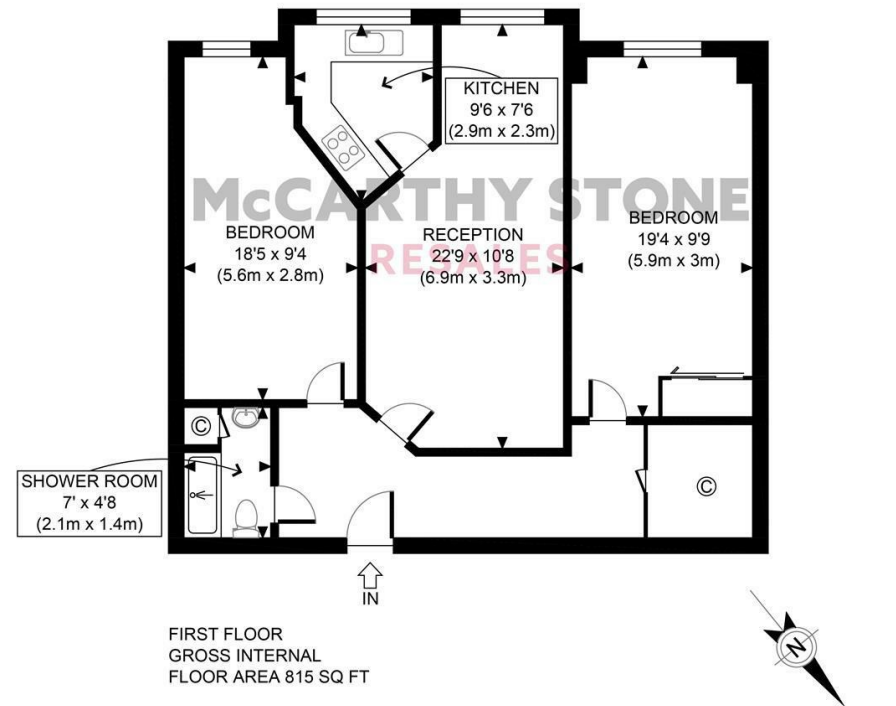 KITCHEN
9'6 x 7'6
(2.9m x 2.3m)
McCARTHY STONE
RESALES
BEDROOM
18'5 x 9'4
(5.6m x 2.8m)
RECEPTION
22'9 x 10'8
(6.9m x 3.3m)
BEDROOM
19'4 x 9'9
(5.9m x 3m)
C
SHOWER ROOM
7' x 4'8
(2.1m x 1.4m)
C
IN
FIRST FLOOR
GROSS INTERNAL
FLOOR AREA 815 SQ FT
N